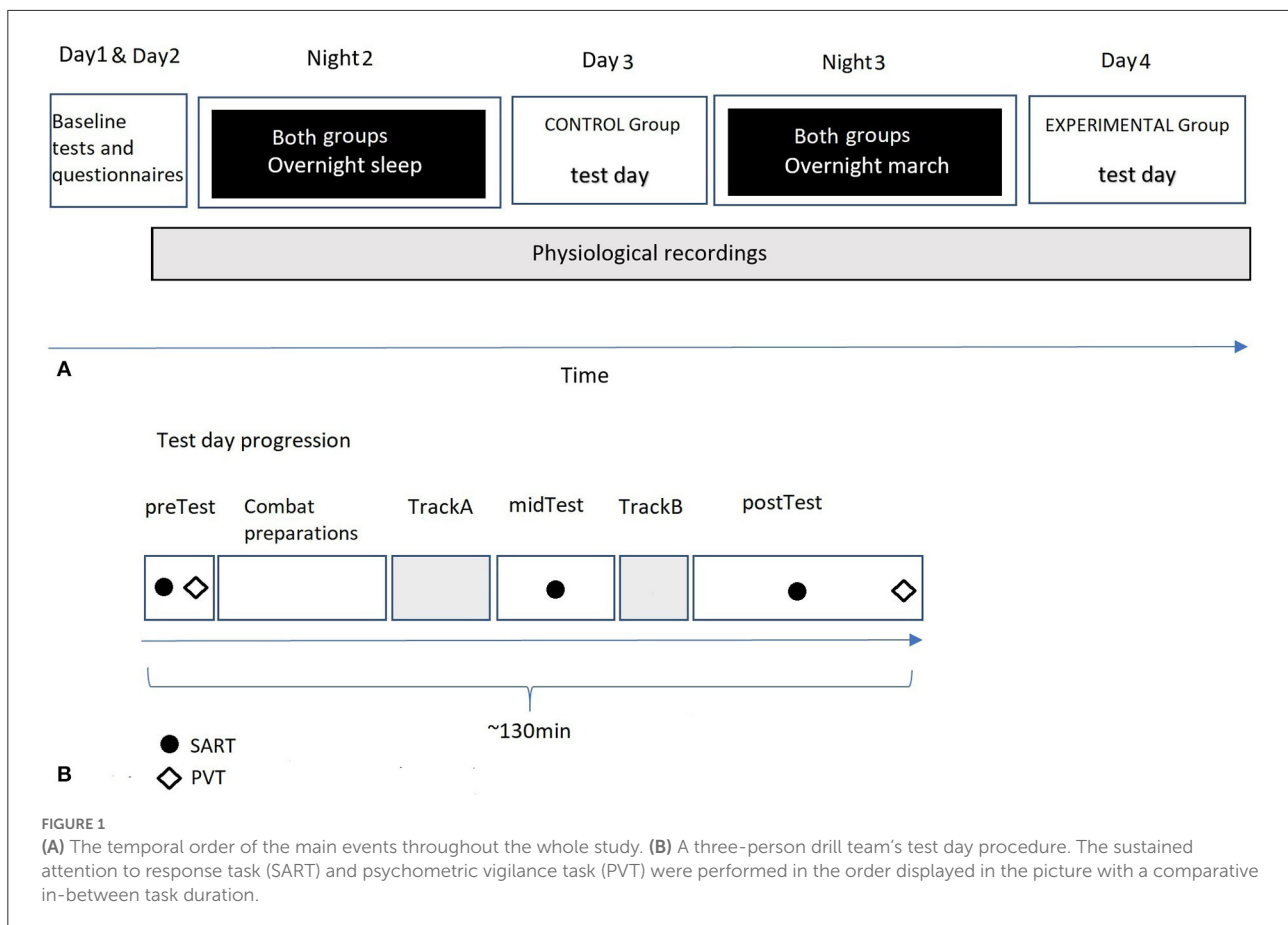 Day1 & Day2
Night2
Day3
Night3
Day4
Baseline
tests and
questionnaires
Both groups
Overnight sleep
CONTROL Group
test day
Both groups
Overnight march
EXPERIMENTAL Group
test day
Physiological recordings
A
Time
Test day progression
preTest
Combat
preparations
TrackA
midTest
TrackB
postTest
~130min
SART
B
PVT
FIGURE 1
(A) The temporal order of the main events throughout the whole study. (B) A three-person drill team's test day procedure. The sustained
attention to response task (SART) and psychometric vigilance task (PVT) were performed in the order displayed in the picture with a comparative
in-between task duration.